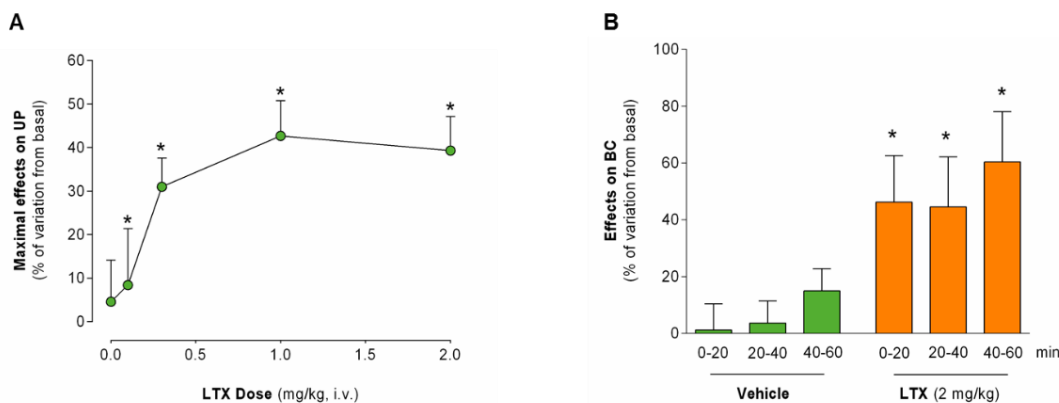 A
Maximal effects on UP
(% of variation from basal)
60
50
40
30
20
10
0
*
*
*
*
0.0 0.5 1.0 1.5 2.0
LTX Dose (mg/kg, i.v.)
B
Effects on BC
(% of variation from basal)
100
80
60
40
20
0
*
*
*
0-20 20-40 40-60 0-20 20-40 40-60 min
Vehicle LTX (2 mg/kg)